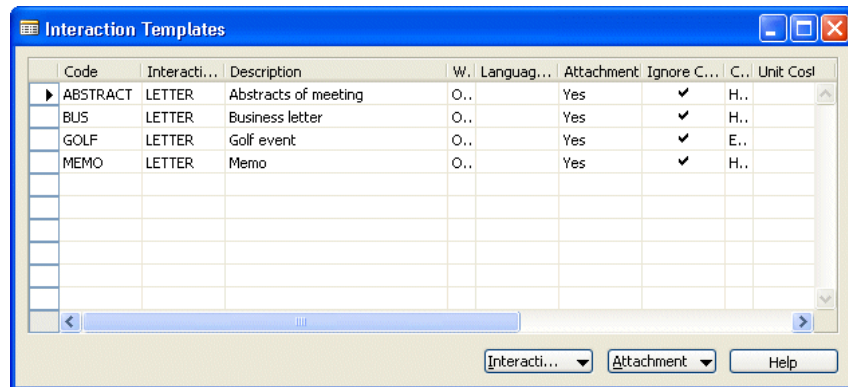 Interaction Templates
Code Interacti... Description W. Languag... Attachment Ignore C... C.. Unit Cost
ABSTRACT LETTER Abstracts of meeting O.. Yes H..
BUS LETTER Business letter O.. Yes H..
GOLF LETTER Golf event O.. Yes E..
MEMO LETTER Memo O.. Yes H..
Interacti... Attachment Help